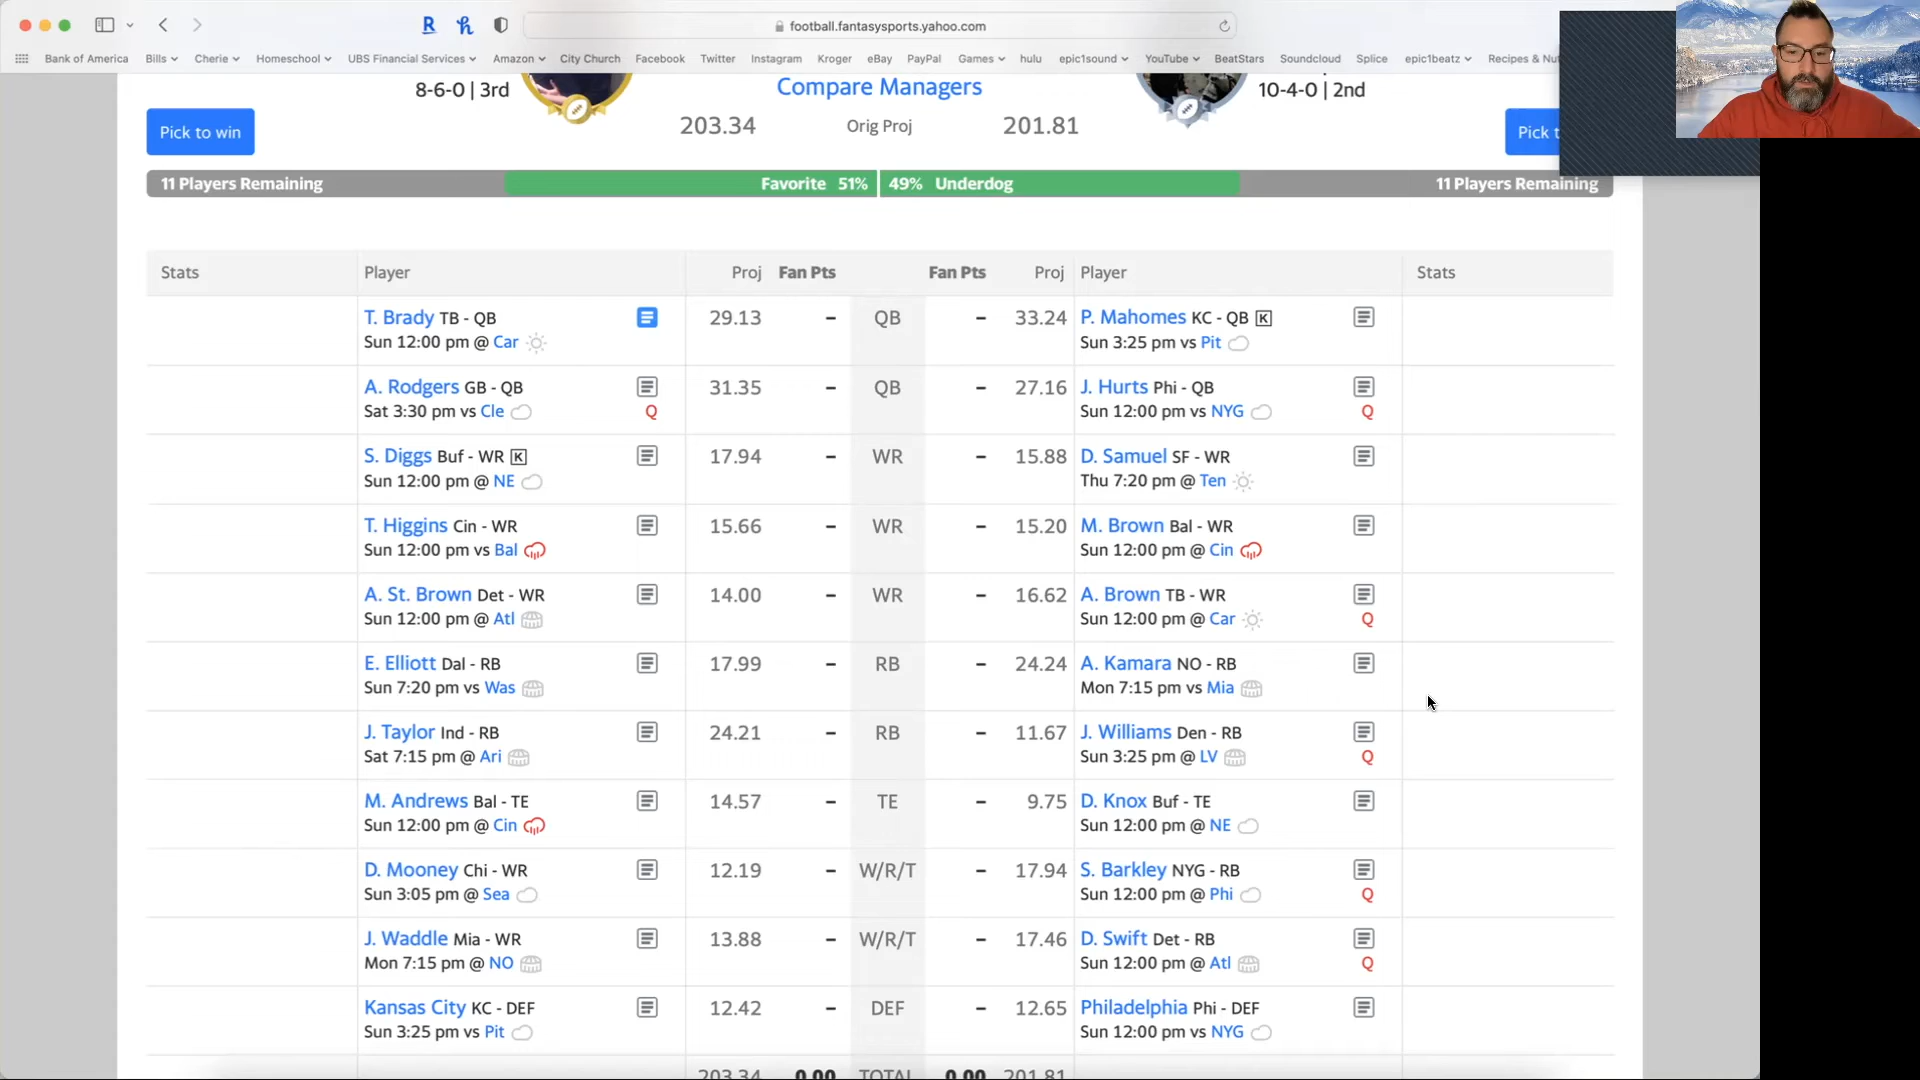 football.fantasysports.yahoo.com
Bank of America Bills Cherie Homeschool UBS Financial Services Amazon City Church Facebook Twitter Instagram Kroger eBay PayPal Games hulu epic1sound YouTube BeatStars Soundcloud Splice epic1beatz Recipes & Nu
8-6-0 | 3rd Compare Managers 10-4-0 | 2nd
Pick to win 203.34 Orig Proj 201.81 Pick t
11 Players Remaining Favorite 51% 49% Underdog 11 Players Remaining
Stats Player Proj Fan Pts Fan Pts Proj Player Stats
T. Brady TB - QB 29.13 – QB – 33.24 P. Mahomes KC - QB K
Sun 12:00 pm @ Car Sun 3:25 pm vs Pit
A. Rodgers GB - QB 31.35 – QB – 27.16 J. Hurts Phi - QB
Sat 3:30 pm vs Cle Q Sun 12:00 pm vs NYG Q
S. Diggs Buf - WR K 17.94 – WR – 15.88 D. Samuel SF - WR
Sun 12:00 pm @ NE Thu 7:20 pm @ Ten
T. Higgins Cin - WR 15.66 – WR – 15.20 M. Brown Bal - WR
Sun 12:00 pm vs Bal Sun 12:00 pm @ Cin
A. St. Brown Det - WR 14.00 – WR – 16.62 A. Brown TB - WR
Sun 12:00 pm @ Atl Sun 12:00 pm @ Car Q
E. Elliott Dal - RB 17.99 – RB – 24.24 A. Kamara NO - RB
Sun 7:20 pm vs Was Mon 7:15 pm vs Mia
J. Taylor Ind - RB 24.21 – RB – 11.67 J. Williams Den - RB
Sat 7:15 pm @ Ari Sun 3:25 pm @ LV Q
M. Andrews Bal - TE 14.57 – TE – 9.75 D. Knox Buf - TE
Sun 12:00 pm @ Cin Sun 12:00 pm @ NE
D. Mooney Chi - WR 12.19 – W/R/T – 17.94 S. Barkley NYG - RB
Sun 3:05 pm @ Sea Sun 12:00 pm @ Phi Q
J. Waddle Mia - WR 13.88 – W/R/T – 17.46 D. Swift Det - RB
Mon 7:15 pm @ NO Sun 12:00 pm @ Atl Q
Kansas City KC - DEF 12.42 – DEF – 12.65 Philadelphia Phi - DEF
Sun 3:25 pm vs Pit Sun 12:00 pm vs NYG
203.34 0.00 TOTAL 0.00 201.81